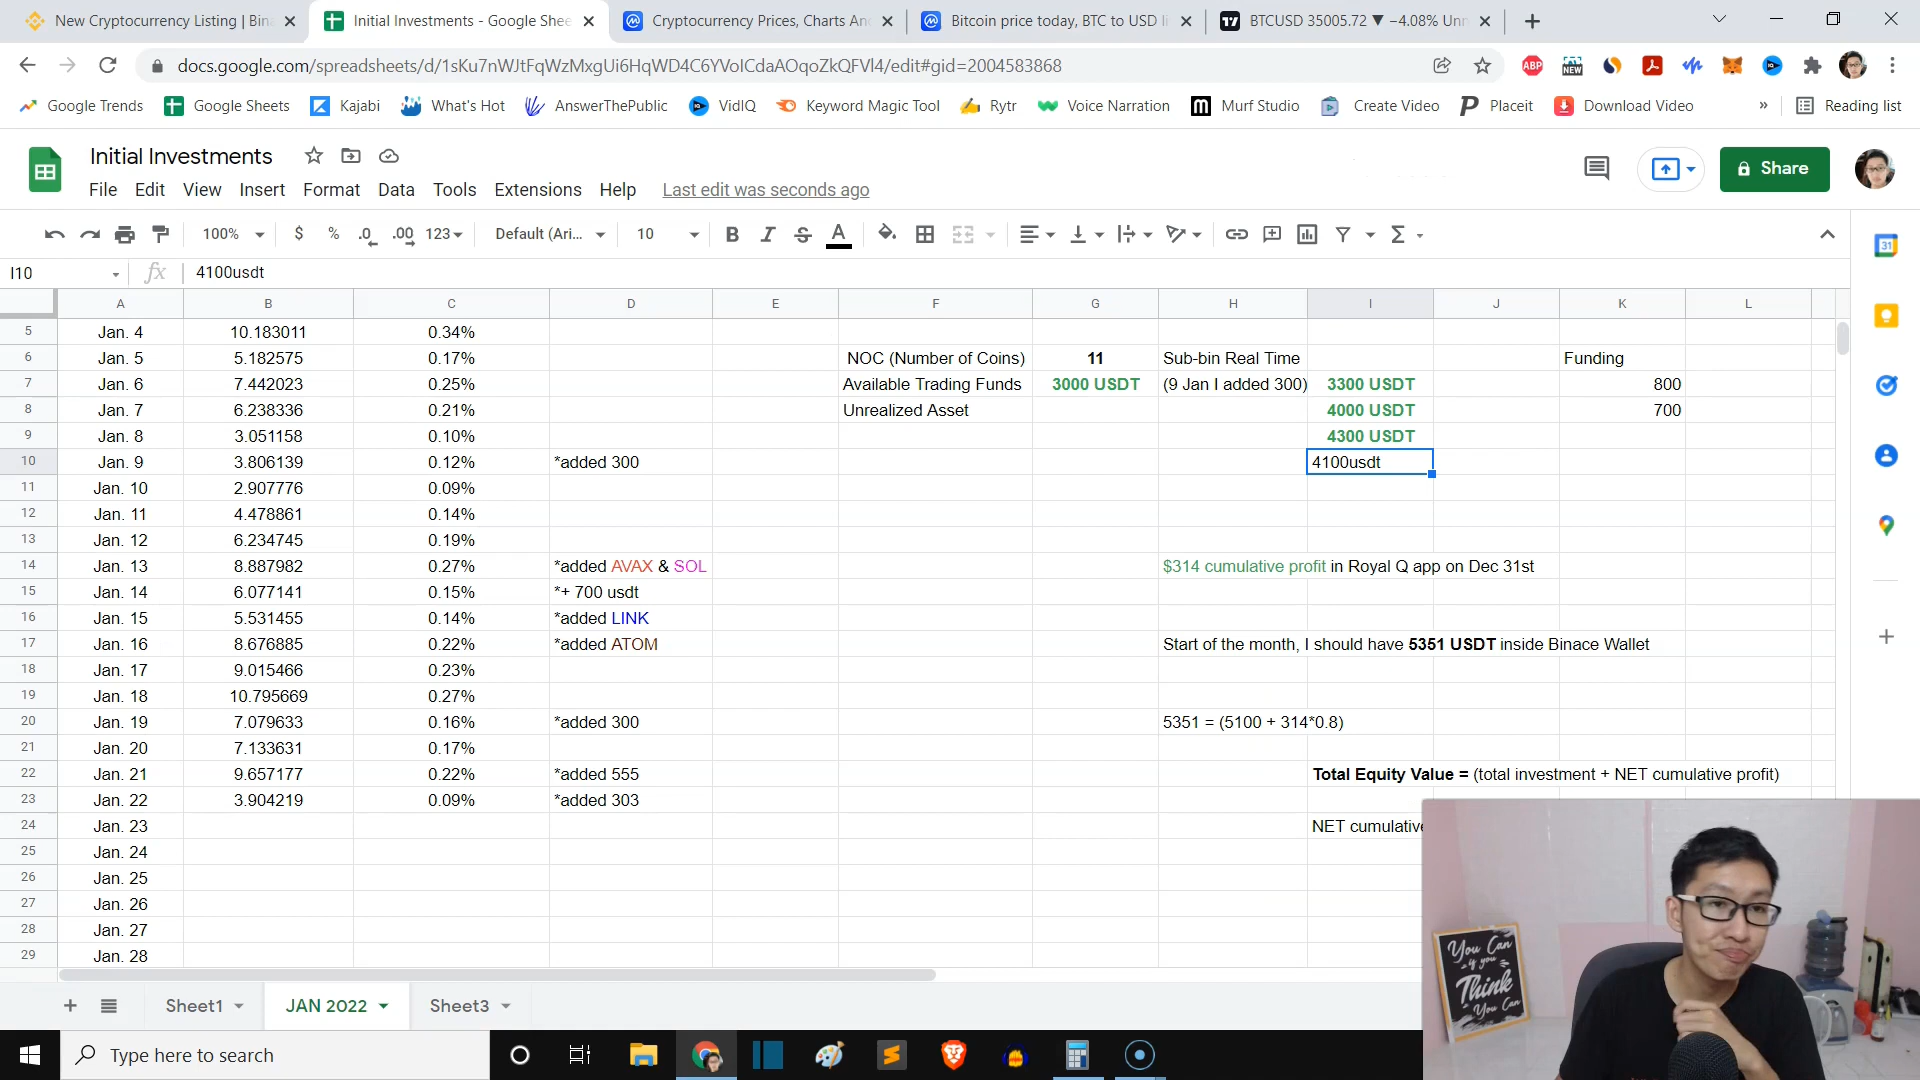 New Cryptocurrency Listing | Bin
Initial Investments - Google Shee
Cryptocurrency Prices, Charts An
Bitcoin price today, BTC to USD li
BTCUSD 35005.72 ▼ −4.08% Unn
docs.google.com/spreadsheets/d/1sKu7nWJtFqWzMxgUi6HqWD4C6YVoICdaAOqoZkQFVl4/edit#gid=2004583868
ABP
NEW
Google Trends
Google Sheets
Kajabi
What's Hot
AnswerThePublic
VidIQ
Keyword Magic Tool
Rytr
Voice Narration
Murf Studio
Create Video
Placeit
Download Video
»
Reading list
Initial Investments
File Edit View Insert Format Data Tools Extensions Help Last edit was seconds ago
Share
100% $ % .0 .00 123 Default (Ari... 10 B I S A Σ
31
I10 fx 4100usdt
A B C D E F G H I J K L
5 Jan. 4 10.183011 0.34%
6 Jan. 5 5.182575 0.17% NOC (Number of Coins) 11 Sub-bin Real Time Funding
7 Jan. 6 7.442023 0.25% Available Trading Funds 3000 USDT (9 Jan I added 300) 3300 USDT 800
8 Jan. 7 6.238336 0.21% Unrealized Asset 4000 USDT 700
9 Jan. 8 3.051158 0.10% 4300 USDT
10 Jan. 9 3.806139 0.12% *added 300 4100usdt
11 Jan. 10 2.907776 0.09%
12 Jan. 11 4.478861 0.14%
13 Jan. 12 6.234745 0.19%
14 Jan. 13 8.887982 0.27% *added AVAX & SOL $314 cumulative profit in Royal Q app on Dec 31st
15 Jan. 14 6.077141 0.15% *+ 700 usdt
16 Jan. 15 5.531455 0.14% *added LINK
17 Jan. 16 8.676885 0.22% *added ATOM Start of the month, I should have 5351 USDT inside Binace Wallet
18 Jan. 17 9.015466 0.23%
19 Jan. 18 10.795669 0.27%
20 Jan. 19 7.079633 0.16% *added 300 5351 = (5100 + 314*0.8)
21 Jan. 20 7.133631 0.17%
22 Jan. 21 9.657177 0.22% *added 555 Total Equity Value = (total investment + NET cumulative profit)
23 Jan. 22 3.904219 0.09% *added 303
24 Jan. 23 NET cumulative
25 Jan. 24
26 Jan. 25
27 Jan. 26
28 Jan. 27
29 Jan. 28
You Can
if you
Think
You Can
Sheet1 JAN 2022 Sheet3
Type here to search